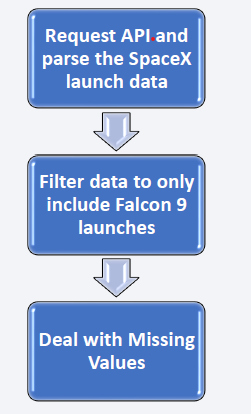 Request API and
parse the SpaceX
launch data
Filter data to only
include Falcon 9
launches
Deal with Missing
Values